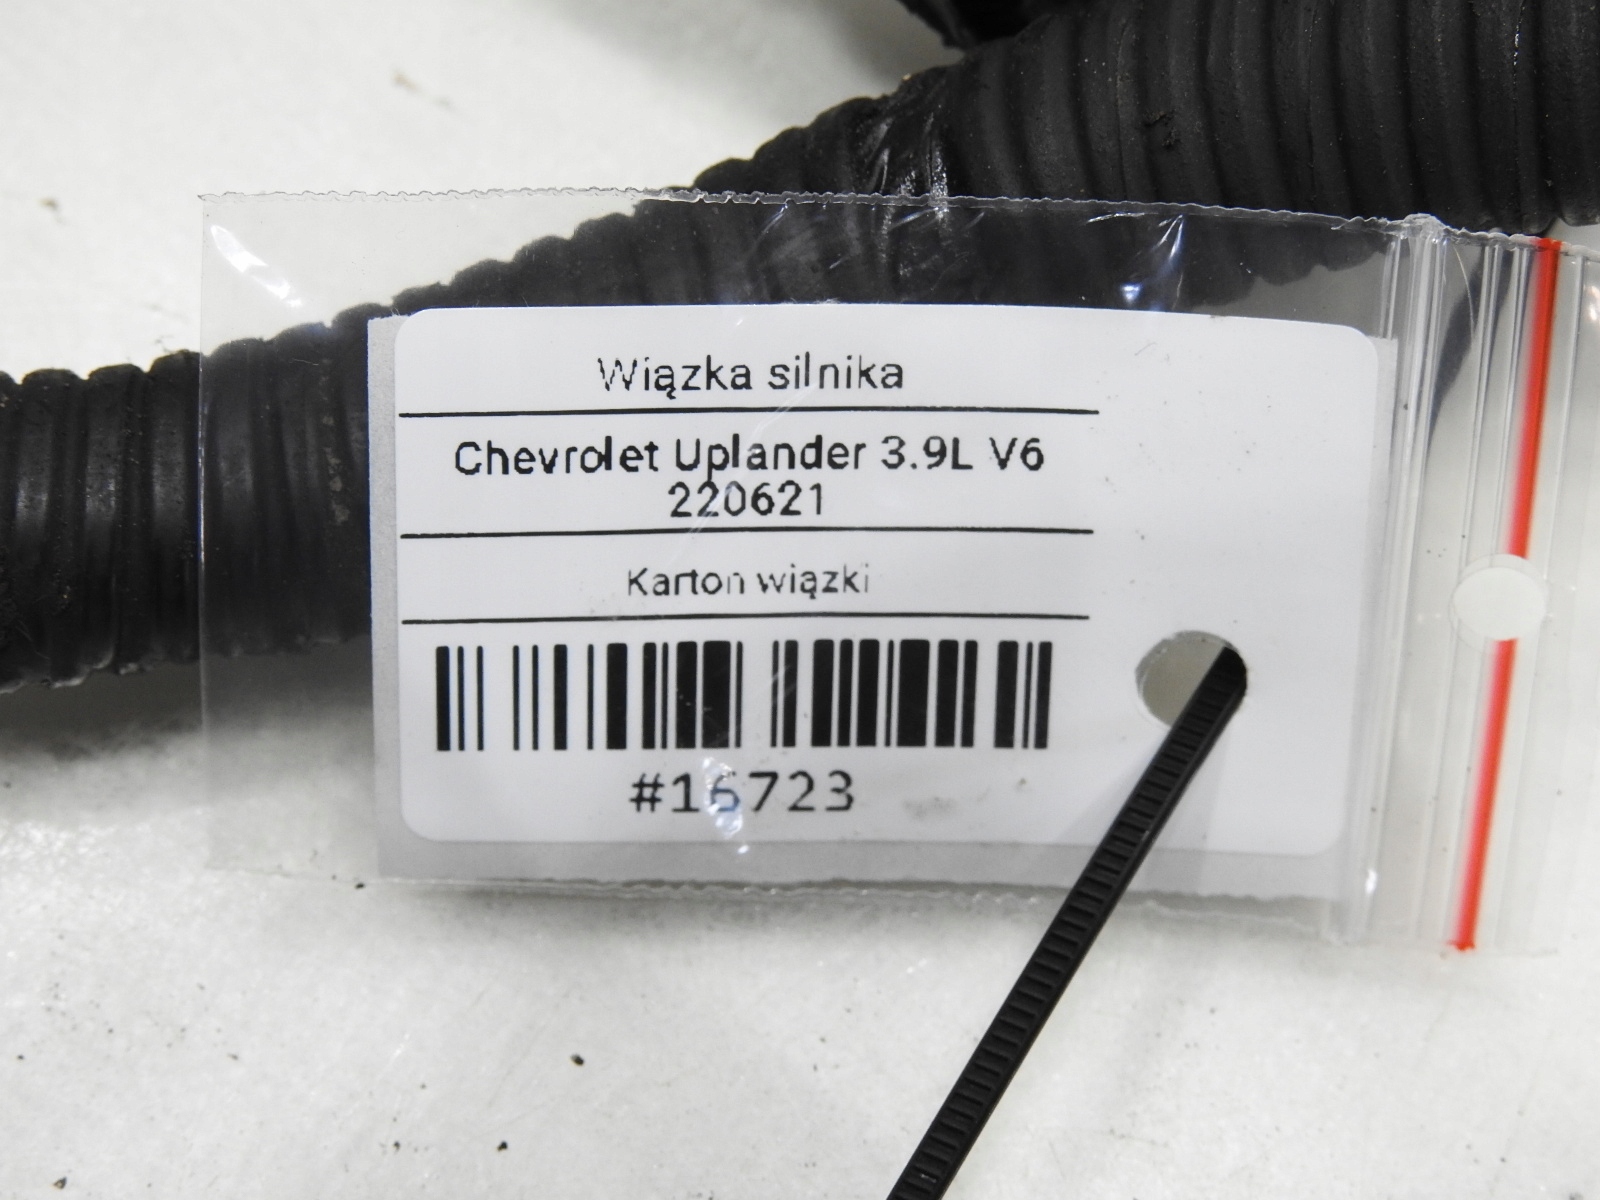 Wiązka silnika
Chevrolet Uplander 3.9L V6
220621
Karton wiązki
#16723